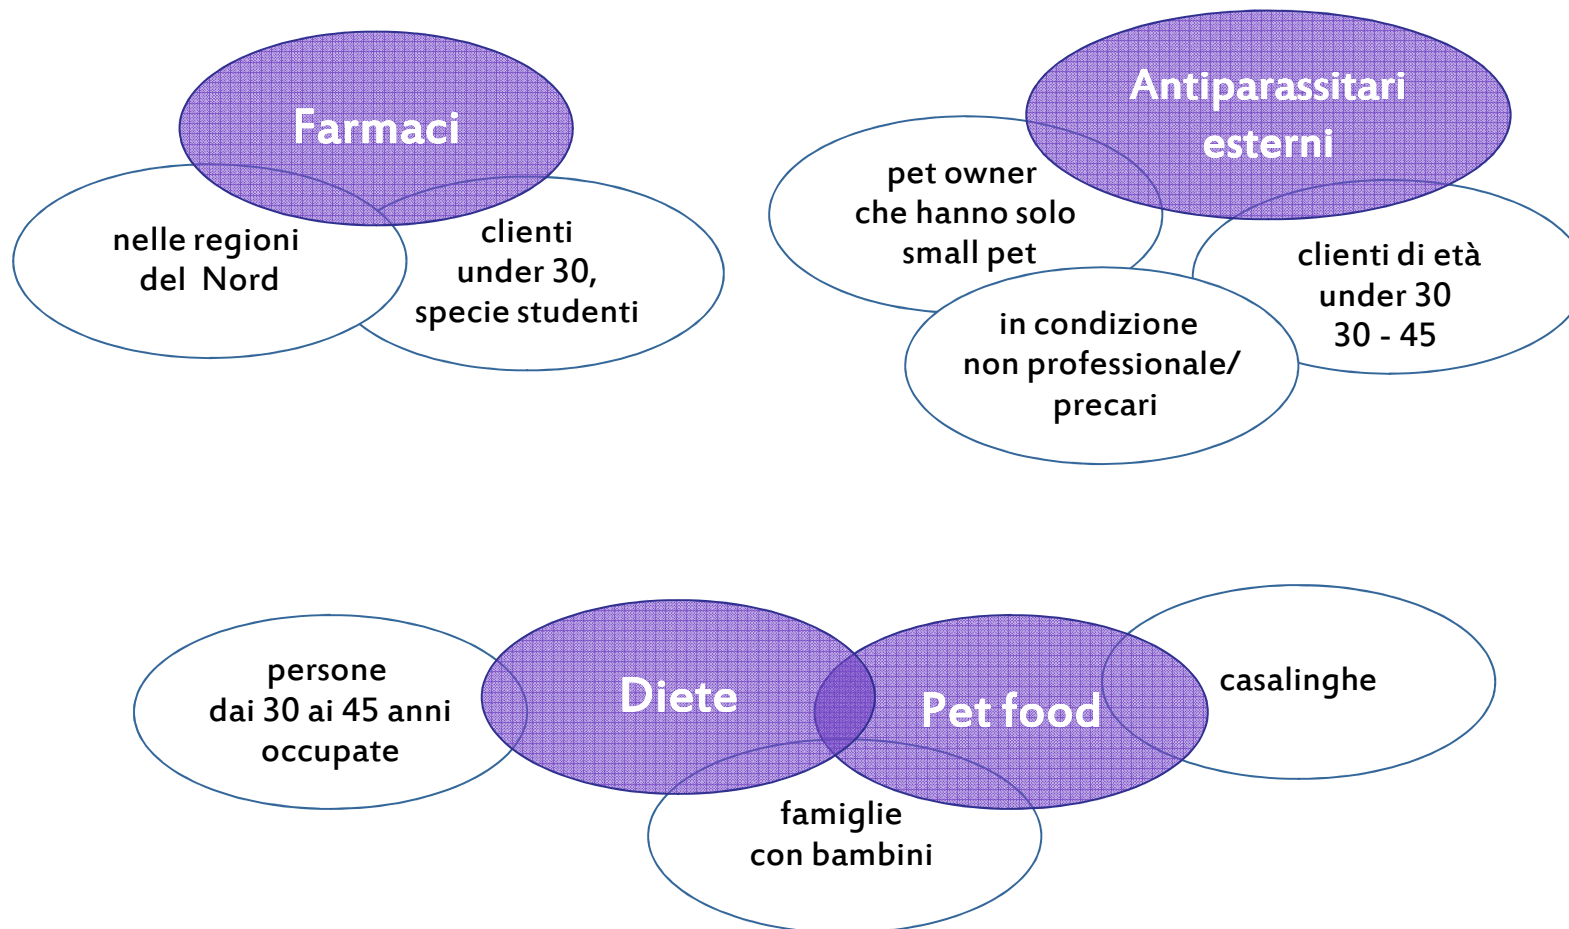 Farmaci
nelle regioni
del Nord
clienti
under 30,
specie studenti
Antiparassitari
esterni
pet owner
che hanno solo
small pet
in condizione
non professionale/
precari
clienti di età
under 30
30 - 45
persone
dai 30 ai 45 anni
occupate
Diete
Pet food
casalinghe
famiglie
con bambini